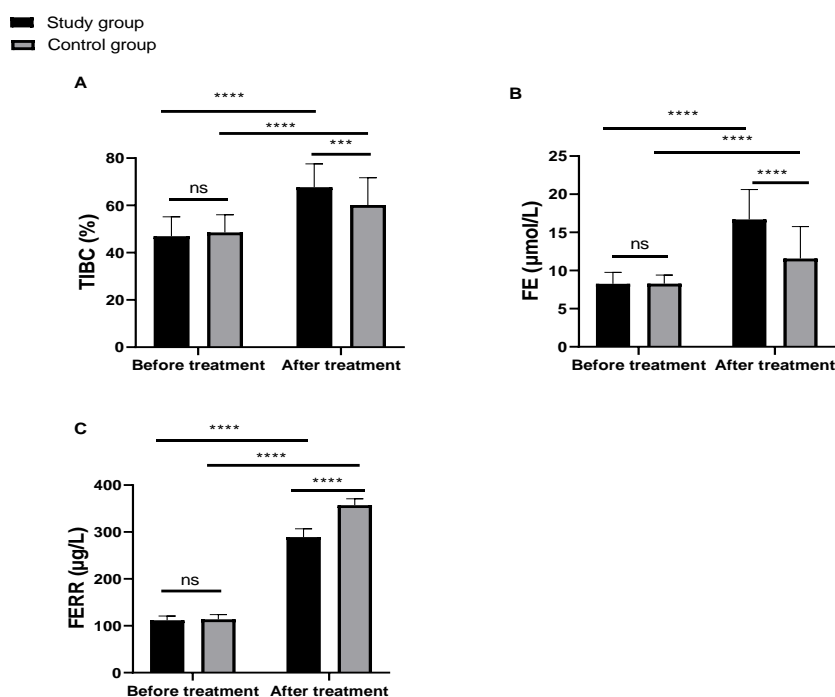 Study group
Control group
A
****
****
***
ns
TIBC (%)
80
60
40
20
0
Before treatment
After treatment
B
****
****
****
ns
FE (μmol/L)
25
20
15
10
5
0
Before treatment
After treatment
C
****
****
****
ns
FERR (μg/L)
400
300
200
100
0
Before treatment
After treatment